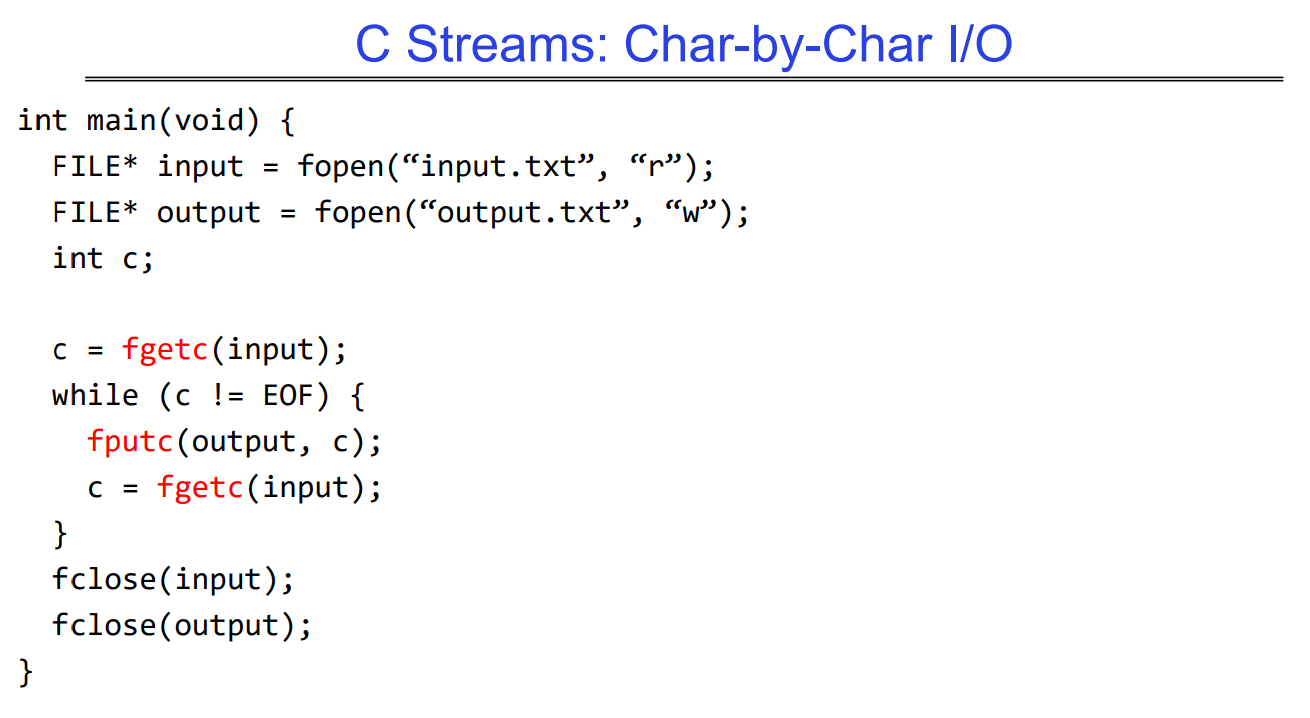 C Streams: Char-by-Char I/O
int main(void) {
FILE* input = fopen(“input.txt”, “r”);
FILE* output = fopen(“output.txt”, “w”);
int c;
c = fgetc(input);
while (c != EOF) {
fputc(output, c);
c = fgetc(input);
}
fclose(input);
fclose(output);
}